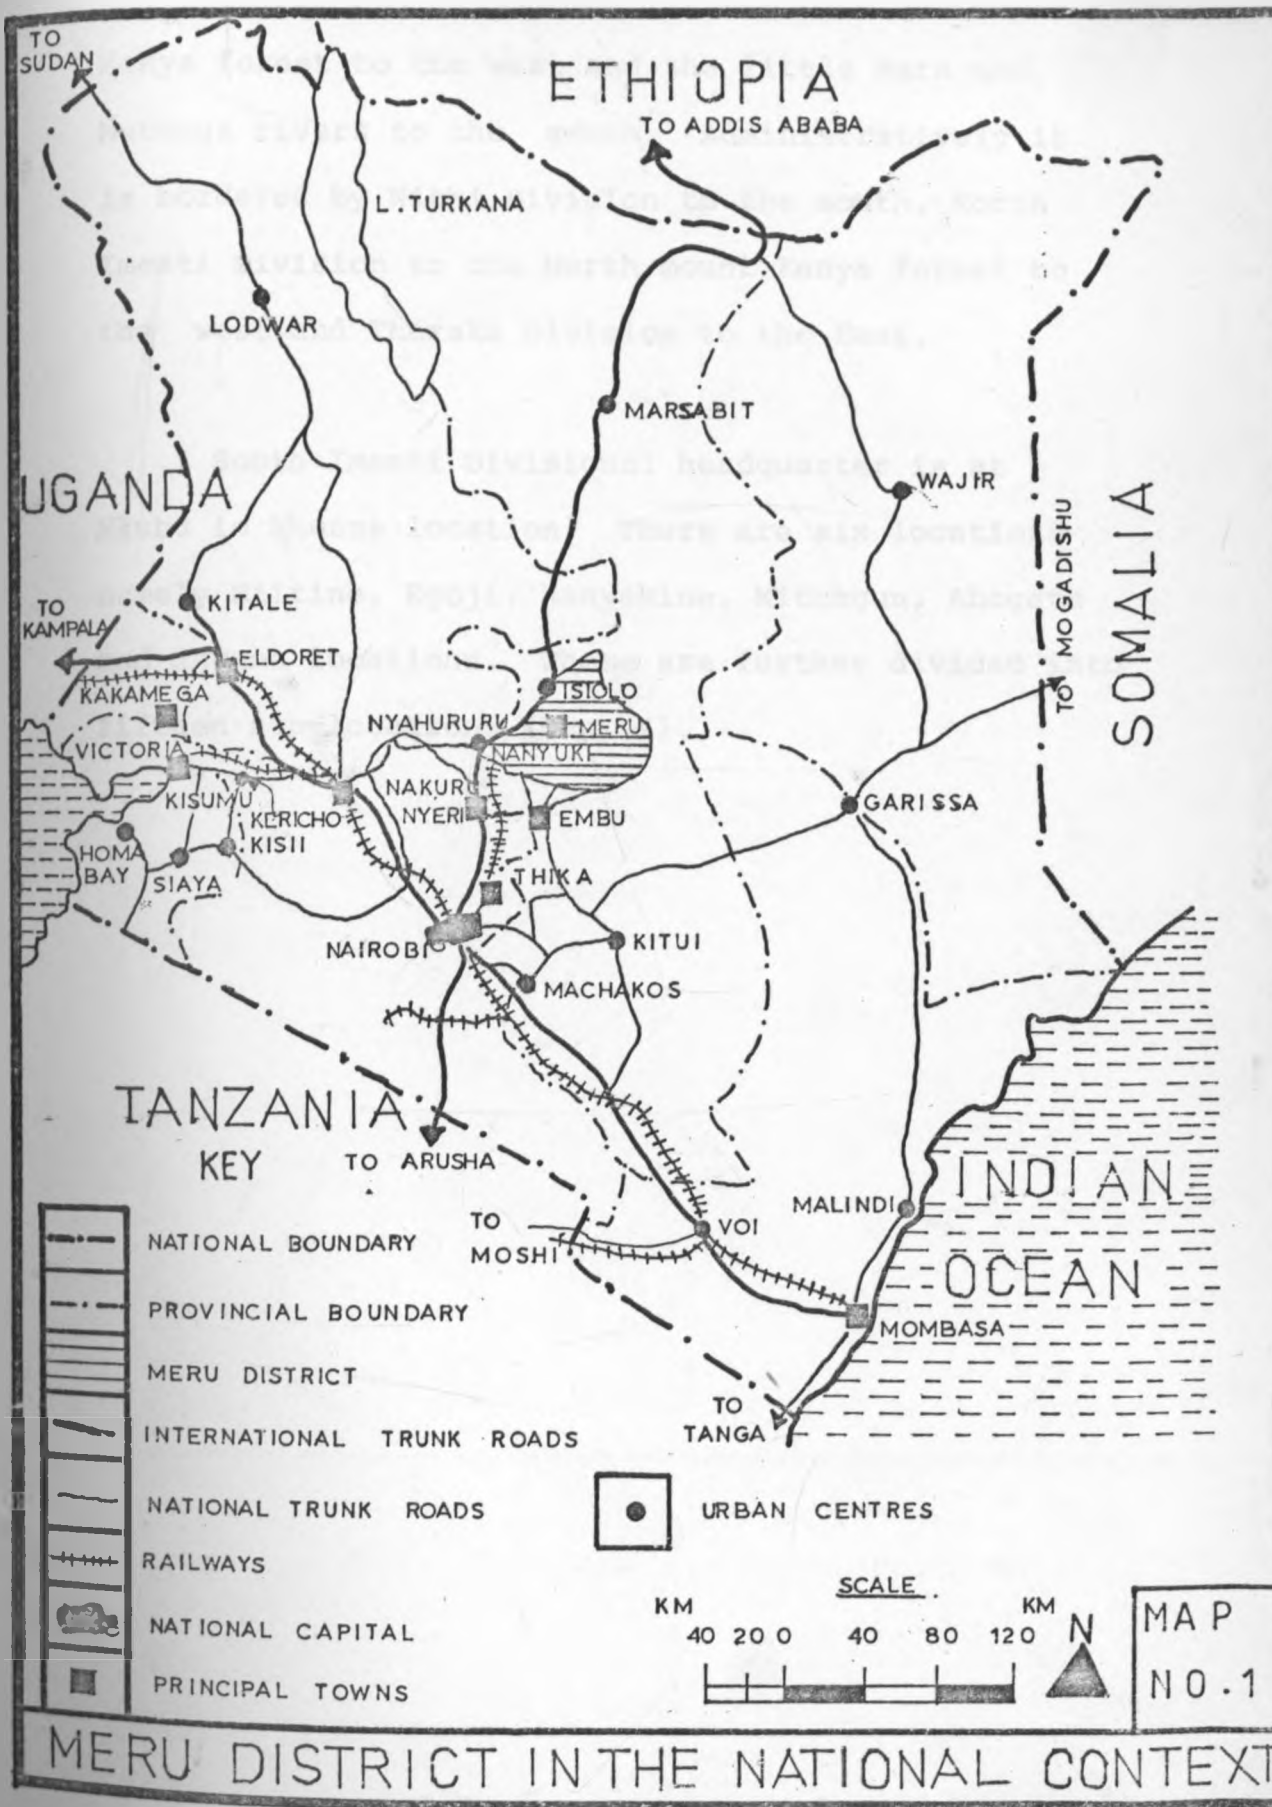 TO
SUDAN
ETHIOPIA
TO ADDIS ABABA
L. TURKANA
LODWAR
MARSABIT
UGANDA
WAJIR
TO MOGADISHU
SOMALIA
KITALE
TO
KAMPALA
ELDORET
KAKAMEGA
ISIOLO
NYAHURURU
MERU
VICTORIA
NANYUKI
KISUMU
NAKURU
KERICHO
NYERI
EMBU
GARISSA
HOMA
BAY
KISII
SIAYA
THIKA
NAIROBI
KITUI
MACHAKOS
TANZANIA
TO ARUSHA
INDIAN
OCEAN
MALINDI
TO
MOSHI
VOI
MOMBASA
TO
TANGA
KEY
NATIONAL BOUNDARY
PROVINCIAL BOUNDARY
MERU DISTRICT
INTERNATIONAL TRUNK ROADS
NATIONAL TRUNK ROADS
RAILWAYS
NATIONAL CAPITAL
PRINCIPAL TOWNS
URBAN CENTRES
SCALE
KM KM
40 20 0 40 80 120
N
MAP
NO.1
MERU DISTRICT IN THE NATIONAL CONTEXT